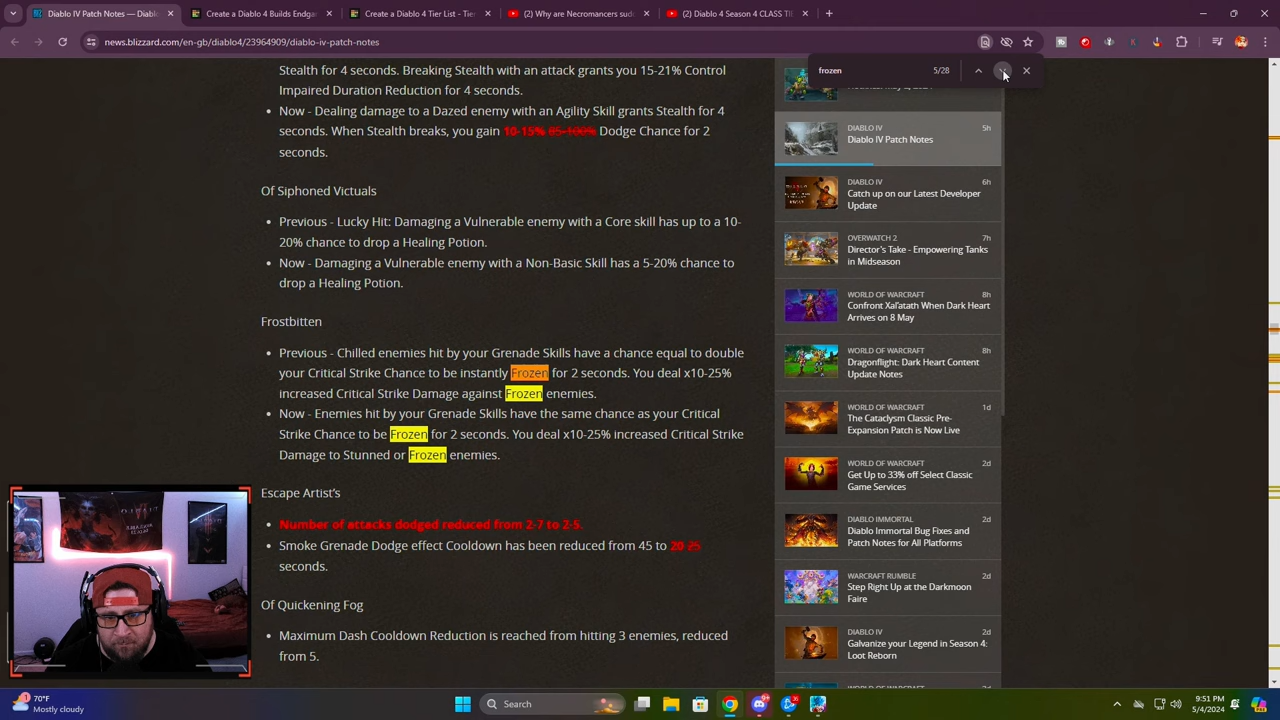 Diablo IV Patch Notes — Diablo IV
Create a Diablo 4 Builds Endga
Create a Diablo 4 Tier List - Tier
(2) Why are Necromancers sud
(2) Diablo 4 Season 4 CLASS TI
news.blizzard.com/en-gb/diablo4/23964909/diablo-iv-patch-notes
frozen
5/28
Stealth for 4 seconds. Breaking Stealth with an attack grants you 15-21% Control
Impaired Duration Reduction for 4 seconds.
Now - Dealing damage to a Dazed enemy with an Agility Skill grants Stealth for 4
seconds. When Stealth breaks, you gain 10-15% 85-100% Dodge Chance for 2
seconds.
Of Siphoned Victuals
Previous - Lucky Hit: Damaging a Vulnerable enemy with a Core skill has up to a 10-
20% chance to drop a Healing Potion.
Now - Damaging a Vulnerable enemy with a Non-Basic Skill has a 5-20% chance to
drop a Healing Potion.
Frostbitten
Previous - Chilled enemies hit by your Grenade Skills have a chance equal to double
your Critical Strike Chance to be instantly Frozen for 2 seconds. You deal x10-25%
increased Critical Strike Damage against Frozen enemies.
Now - Enemies hit by your Grenade Skills have the same chance as your Critical
Strike Chance to be Frozen for 2 seconds. You deal x10-25% increased Critical Strike
Damage to Stunned or Frozen enemies.
Escape Artist's
Number of attacks dodged reduced from 2-7 to 2-5.
Smoke Grenade Dodge effect Cooldown has been reduced from 45 to 20 25
seconds.
Of Quickening Fog
Maximum Dash Cooldown Reduction is reached from hitting 3 enemies, reduced
from 5.
DIABLO IV 5h
Diablo IV Patch Notes
DIABLO IV 6h
Catch up on our Latest Developer
Update
OVERWATCH 2 7h
Director's Take - Empowering Tanks
in Midseason
WORLD OF WARCRAFT 8h
Confront Xal'atath When Dark Heart
Arrives on 8 May
WORLD OF WARCRAFT 8h
Dragonflight: Dark Heart Content
Update Notes
WORLD OF WARCRAFT 1d
The Cataclysm Classic Pre-
Expansion Patch is Now Live
WORLD OF WARCRAFT 2d
Get Up to 33% off Select Classic
Game Services
DIABLO IMMORTAL 2d
Diablo Immortal Bug Fixes and
Patch Notes for All Platforms
WARCRAFT RUMBLE 2d
Step Right Up at the Darkmoon
Faire
DIABLO IV 2d
Galvanize your Legend in Season 4:
Loot Reborn
70°F
Mostly cloudy
Search
9:51 PM
5/4/2024